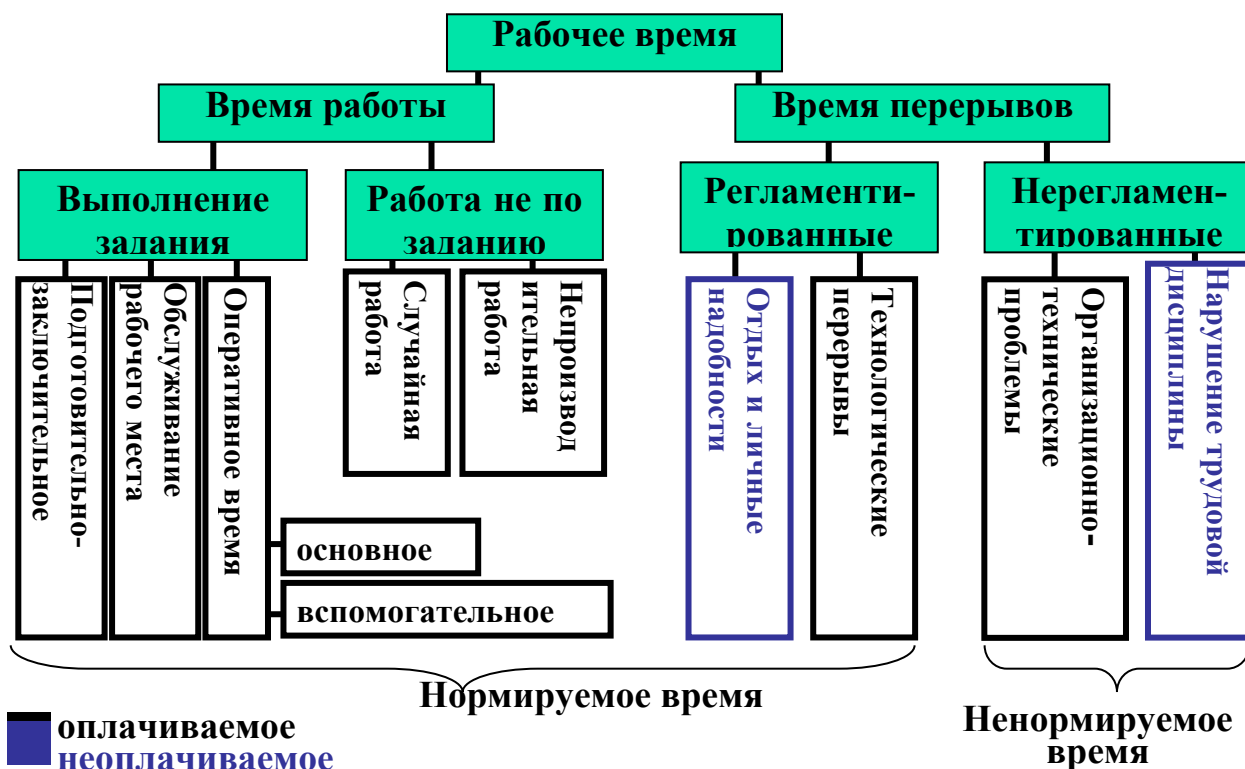 Рабочее время
Время работы
Время перерывов
Выполнение
задания
Работа не по
заданию
Регламенти-
рованные
Нерегламен-
тированные
Подготовительно-
заключительное
Обслуживание
рабочего места
Оперативное время
Случайная
работа
Непроизвод
ительная
работа
Отдых и личные
надобности
Технологические
перерывы
Организационно-
технические
проблемы
Нарушение трудовой
дисциплины
основное
вспомогательное
Нормируемое время
Ненормируемое
время
оплачиваемое
неоплачиваемое